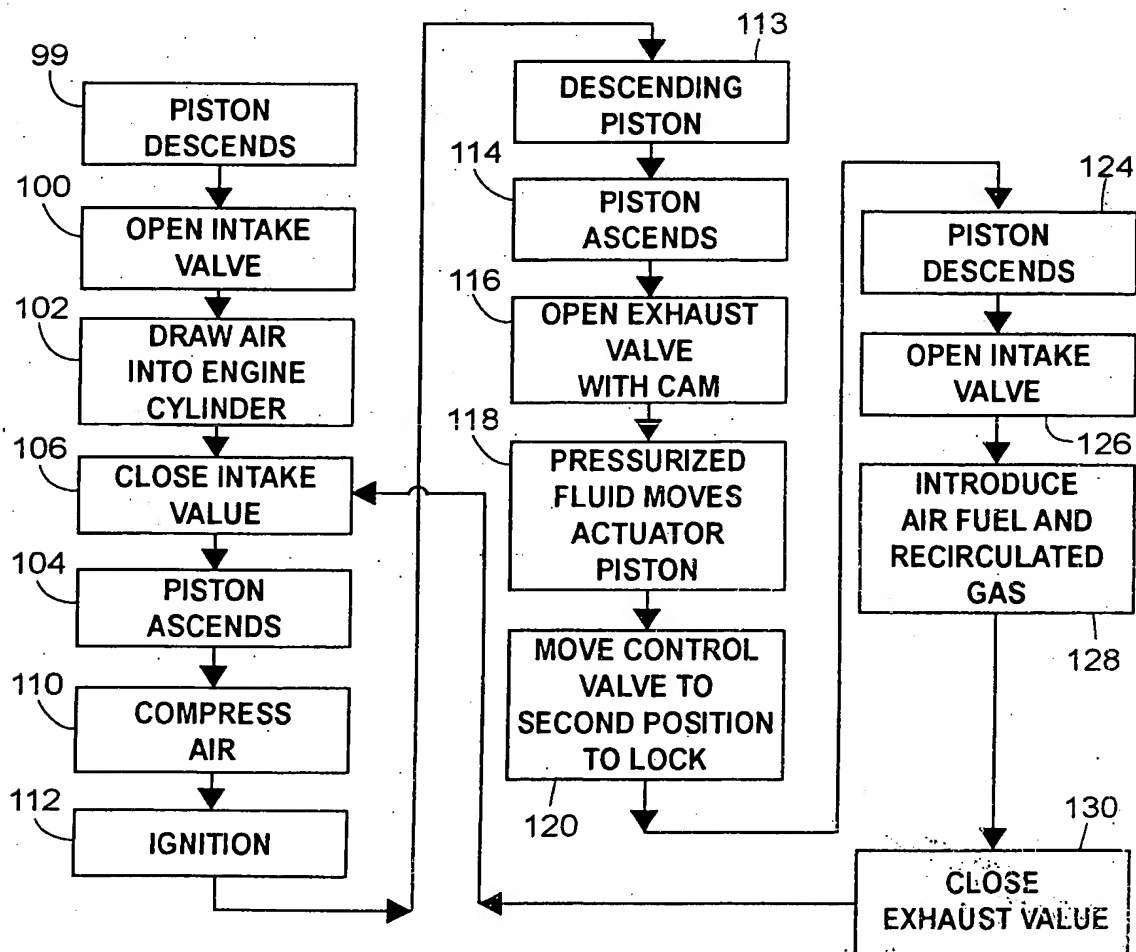 99
PISTON
DESCENDS
100
OPEN INTAKE
VALVE
102
DRAW AIR
INTO ENGINE
CYLINDER
106
CLOSE INTAKE
VALUE
104
PISTON
ASCENDS
110
COMPRESS
AIR
112
IGNITION
113
DESCENDING
PISTON
114
PISTON
ASCENDS
116
OPEN EXHAUST
VALVE
WITH CAM
118
PRESSURIZED
FLUID MOVES
ACTUATOR
PISTON
MOVE CONTROL
VALVE TO
SECOND POSITION
TO LOCK
120
124
PISTON
DESCENDS
OPEN INTAKE
VALVE
126
INTRODUCE
AIR FUEL AND
RECIRCULATED
GAS
128
130
CLOSE
EXHAUST VALUE